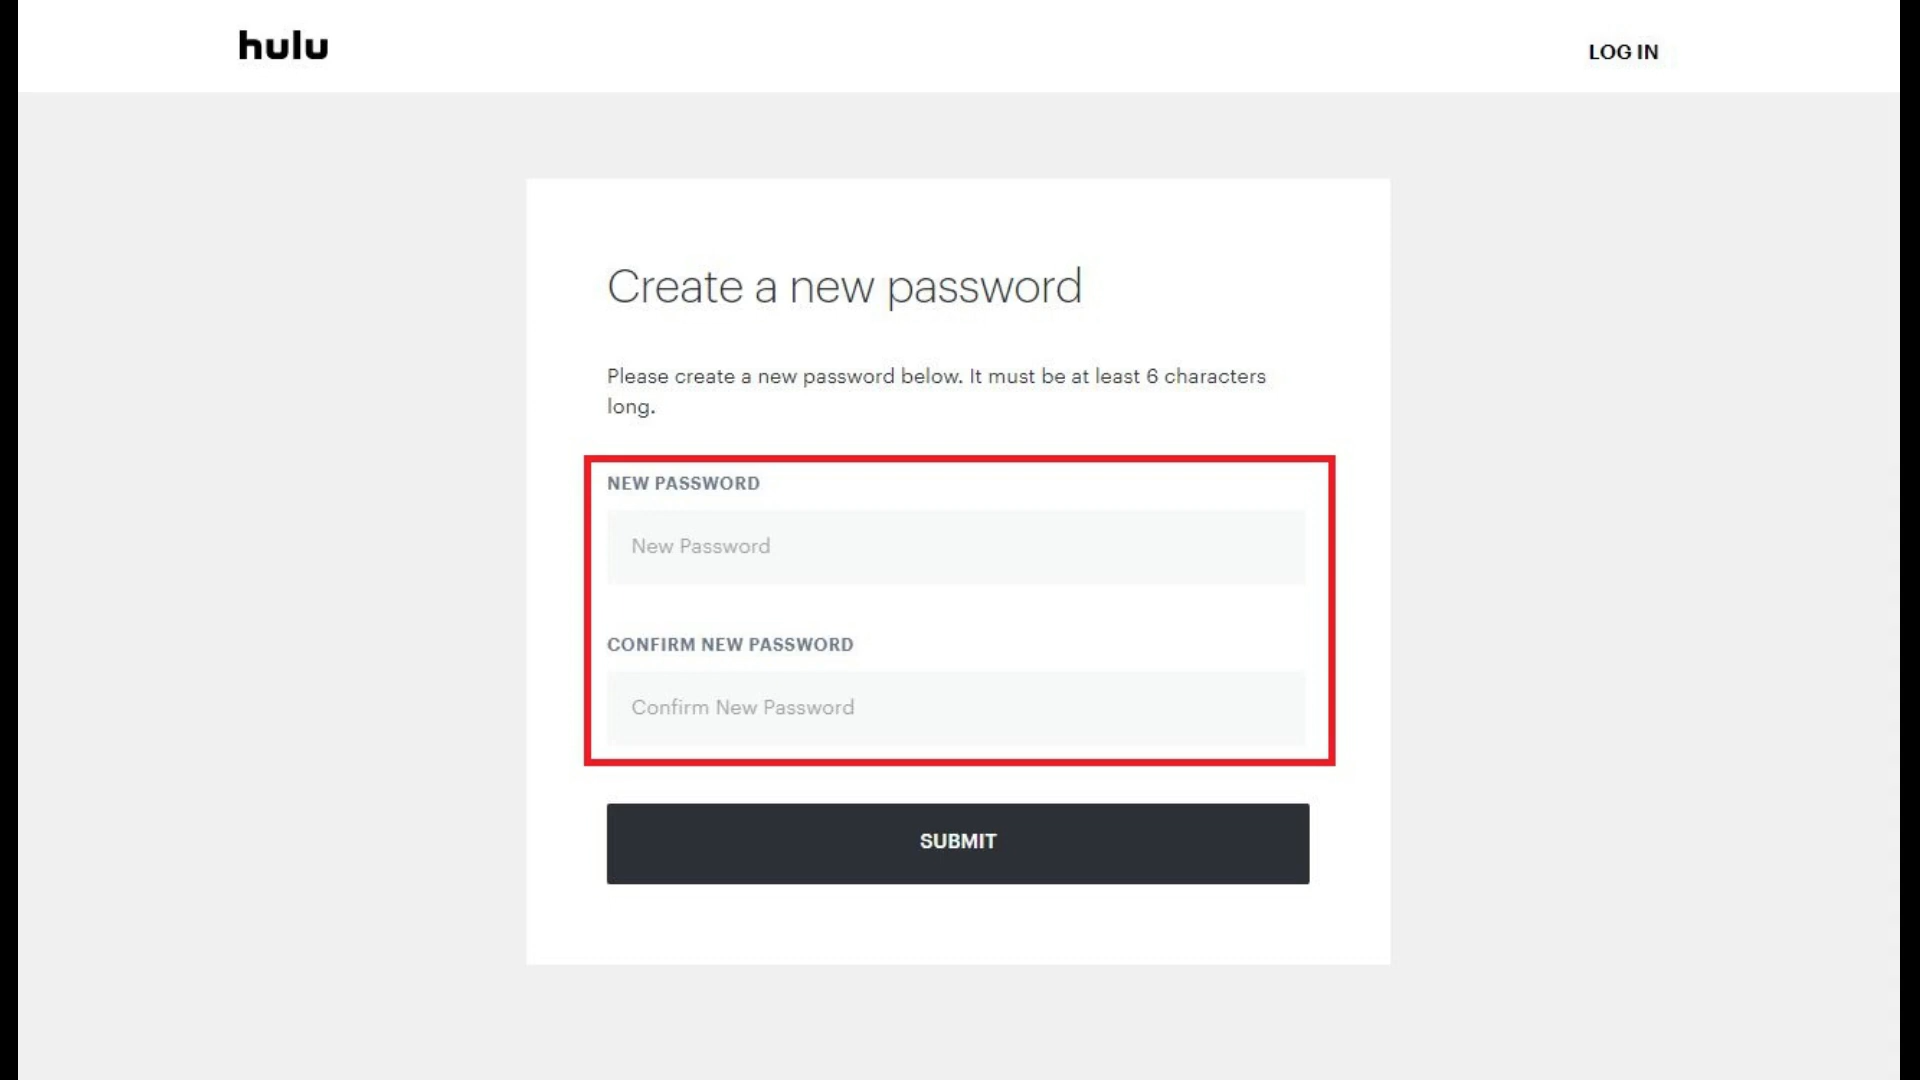 hulu
LOG IN
Create a new password
Please create a new password below. It must be at least 6 characters
long.
NEW PASSWORD
New Password
CONFIRM NEW PASSWORD
Confirm New Password
SUBMIT